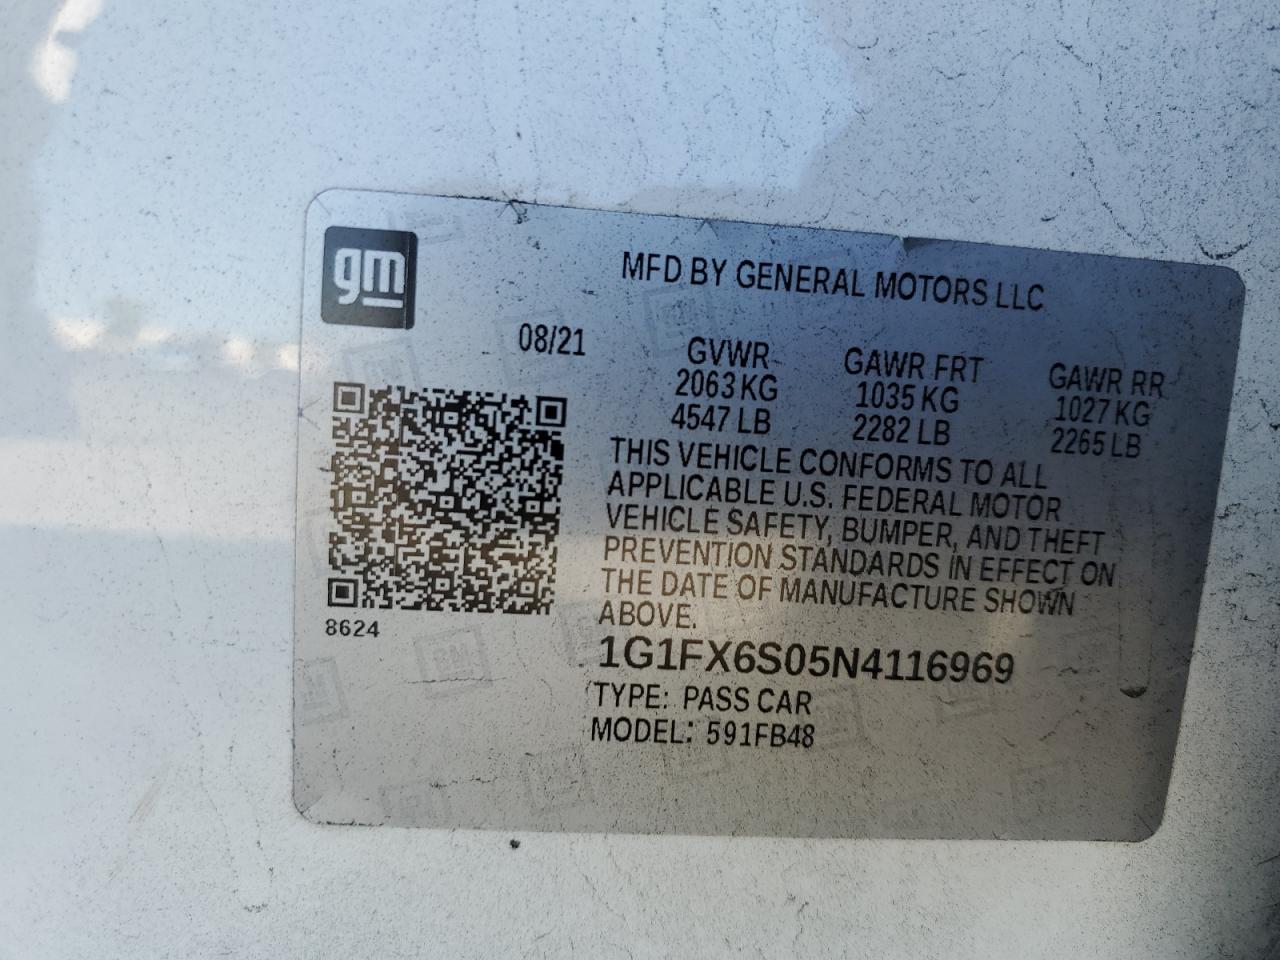 gm
MFD BY GENERAL MOTORS LLC
08/21
GVWR GAWR FRT GAWR RR
2063 KG 1035 KG 1027 KG
4547 LB 2282 LB 2265 LB
THIS VEHICLE CONFORMS TO ALL
APPLICABLE U.S. FEDERAL MOTOR
VEHICLE SAFETY, BUMPER, AND THEFT
PREVENTION STANDARDS IN EFFECT ON
THE DATE OF MANUFACTURE SHOWN
ABOVE.
8624
1G1FX6S05N4116969
TYPE: PASS CAR
MODEL: 591FB48